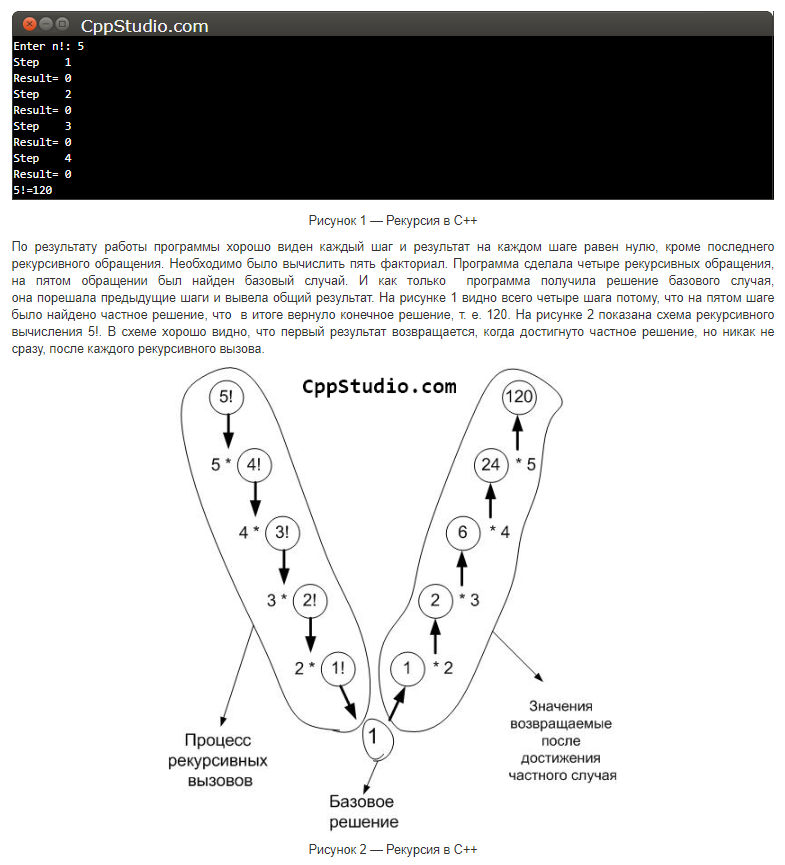 CppStudio.com
Enter n!: 5
Step    1
Result= 0
Step    2
Result= 0
Step    3
Result= 0
Step    4
Result= 0
5!=120
Рисунок 1 — Рекурсия в С++
По результату работы программы хорошо виден каждый шаг и результат на каждом шаге равен нулю, кроме последнего
рекурсивного обращения. Необходимо было вычислить пять факториал. Программа сделала четыре рекурсивных обращения,
на пятом обращении был найден базовый случай. И как только программа получила решение базового случая,
она порешала предыдущие шаги и вывела общий результат. На рисунке 1 видно всего четыре шага потому, что на пятом шаге
было найдено частное решение, что в итоге вернуло конечное решение, т. е. 120. На рисунке 2 показана схема рекурсивного
вычисления 5!. В схеме хорошо видно, что первый результат возвращается, когда достигнуто частное решение, но никак не
сразу, после каждого рекурсивного вызова.
CppStudio.com
5!
120
5 * 4!
24 * 5
4 * 3!
6 * 4
3 * 2!
2 * 3
2 * 1!
1 * 2
1
Процесс
рекурсивных
вызовов
Значения
возвращаемые
после
достижения
частного случая
Базовое
решение
Рисунок 2 — Рекурсия в С++